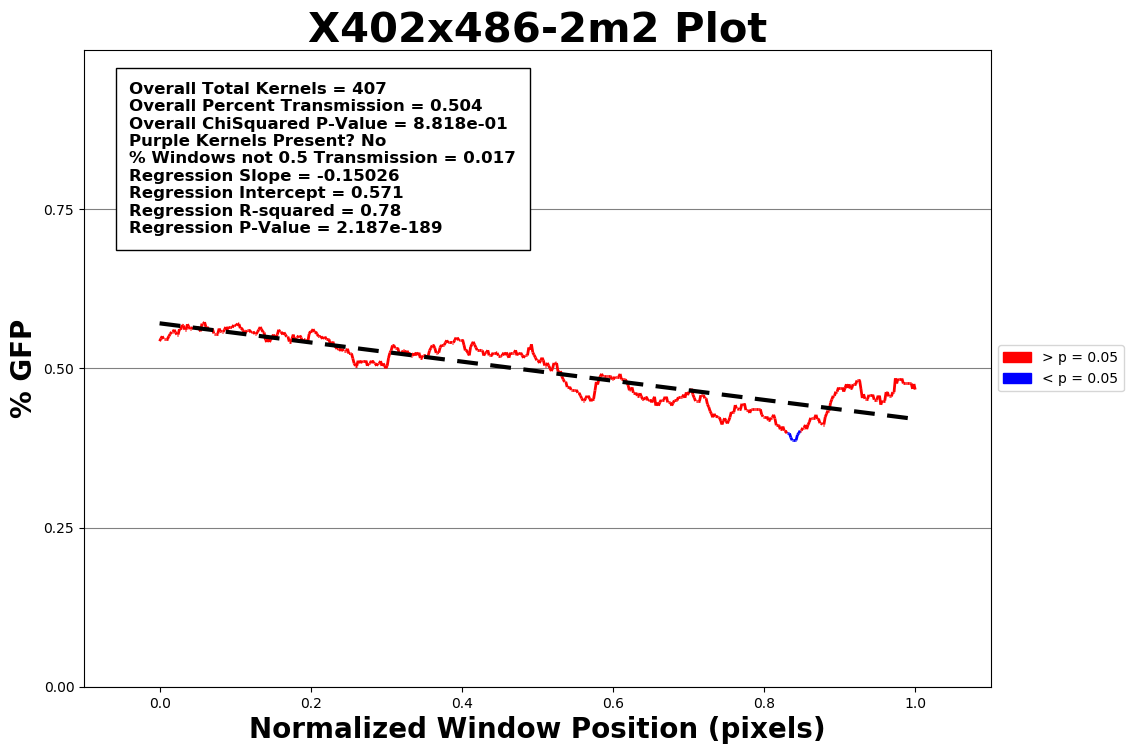 X402x486-2m2 Plot
Overall Total Kernels = 407
Overall Percent Transmission = 0.504
Overall ChiSquared P-Value = 8.818e-01
Purple Kernels Present? No
% Windows not 0.5 Transmission = 0.017
Regression Slope = -0.15026
Regression Intercept = 0.571
Regression R-squared = 0.78
Regression P-Value = 2.187e-189
% GFP
0.75
0.50
0.25
0.00
> p = 0.05
< p = 0.05
0.0 0.2 0.4 0.6 0.8 1.0
Normalized Window Position (pixels)